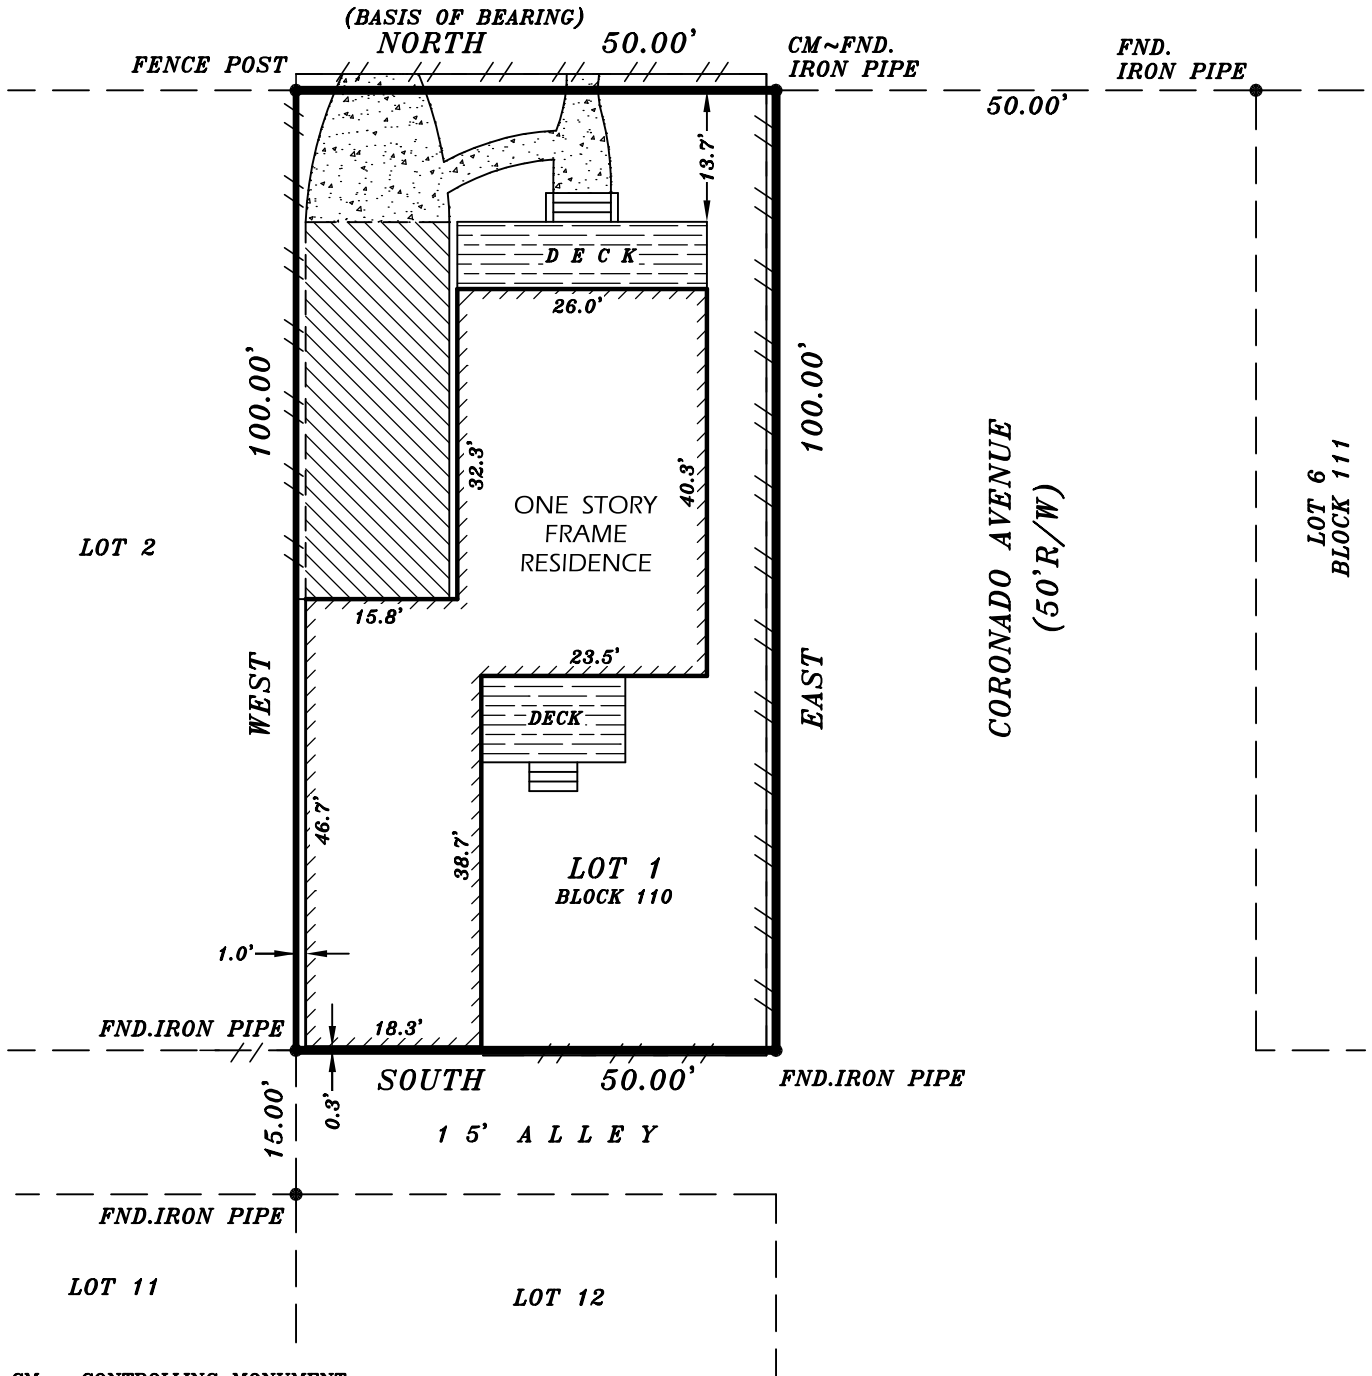 (BASIS OF BEARING)
NORTH 50.00'
FENCE POST
CM~FND.
IRON PIPE
FND.
IRON PIPE
50.00'
13.7'
D E C K
26.0'
100.00'
100.00'
32.3'
40.3'
ONE STORY
FRAME
RESIDENCE
LOT 2
CORONADO AVENUE
(50'R/W)
LOT 6
BLOCK 111
15.8'
23.5'
WEST
EAST
DECK
46.7'
38.7'
LOT 1
BLOCK 110
1.0'
FND.IRON PIPE
18.3'
SOUTH 50.00'
FND.IRON PIPE
15.00'
0.3'
1 5' A L L E Y
FND.IRON PIPE
LOT 11
LOT 12
CONTROLLING MONUMENT